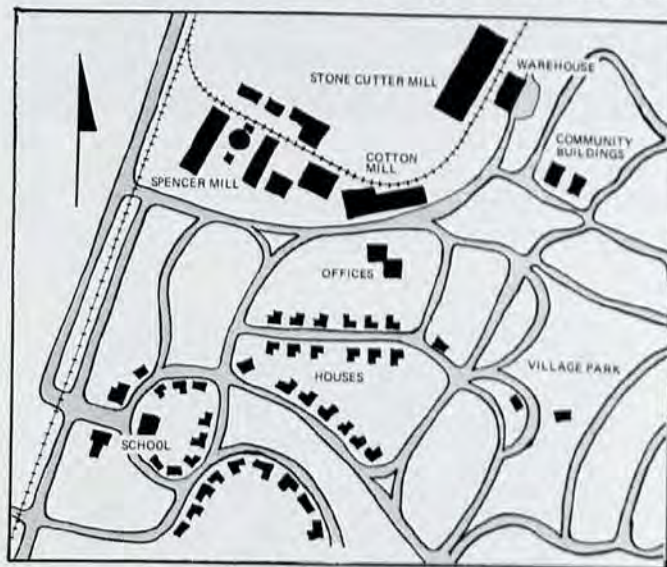 STONE CUTTER MILL
WAREHOUSE
COMMUNITY
BUILDINGS
COTTON
MILL
SPENCER MILL
OFFICES
HOUSES
VILLAGE PARK
SCHOOL